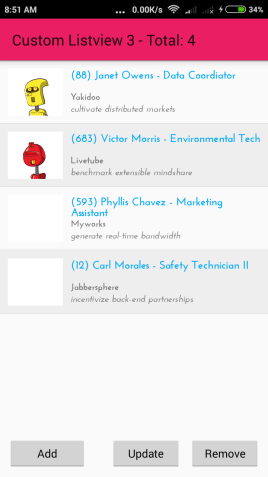 8:51 AM ... 0.00K/s 34%
Custom Listview 3 - Total: 4
(88) Janet Owens - Data Coordiator
Yakidoo
cultivate distributed markets
(683) Victor Morris - Environmental Tech
Livetube
benchmark extensible mindshare
(593) Phyllis Chavez - Marketing
Assistant
Myworks
generate real-time bandwidth
(12) Carl Morales - Safety Technician II
Jabbersphere
incentivize back-end partnerships
Add Update Remove